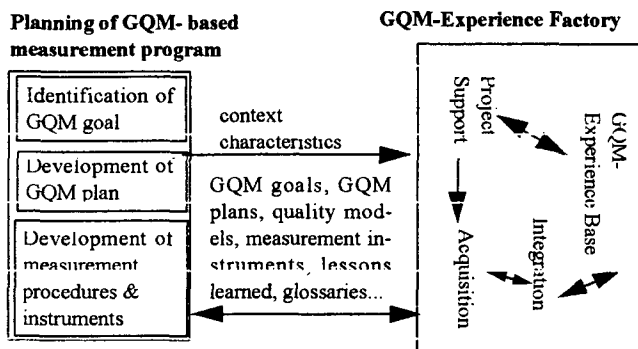 Planning of GQM- based
measurement program
Identification of
GQM goal
Development of
GQM plan
Development of
measurement
procedures &
instruments
context
characteristics
GQM goals, GQM
plans, quality mod-
els, measurement in-
struments, lessons
learned, glossaries...
GQM-Experience Factory
Project
Support
GQM-
Experience Base
Acquisition
Integration